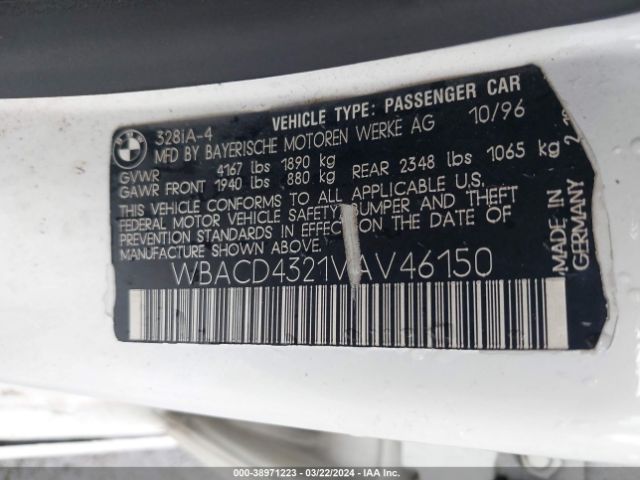 BMW
328iA-4 VEHICLE TYPE: PASSENGER CAR
MFD BY BAYERISCHE MOTOREN WERKE AG 10/96
GVWR 4167 lbs 1890 kg
GAWR FRONT 1940 lbs 880 kg REAR 2348 lbs 1065 kg
THIS VEHICLE CONFORMS TO ALL APPLICABLE U.S.
FEDERAL MOTOR VEHICLE SAFETY, BUMPER AND THEFT
PREVENTION STANDARDS IN EFFECT ON THE DATE OF
MANUFACTURE SHOWN ABOVE
WBACD4321VAV46150
MADE IN
GERMANY
000-38971223 - 03/22/2024 - IAA Inc.